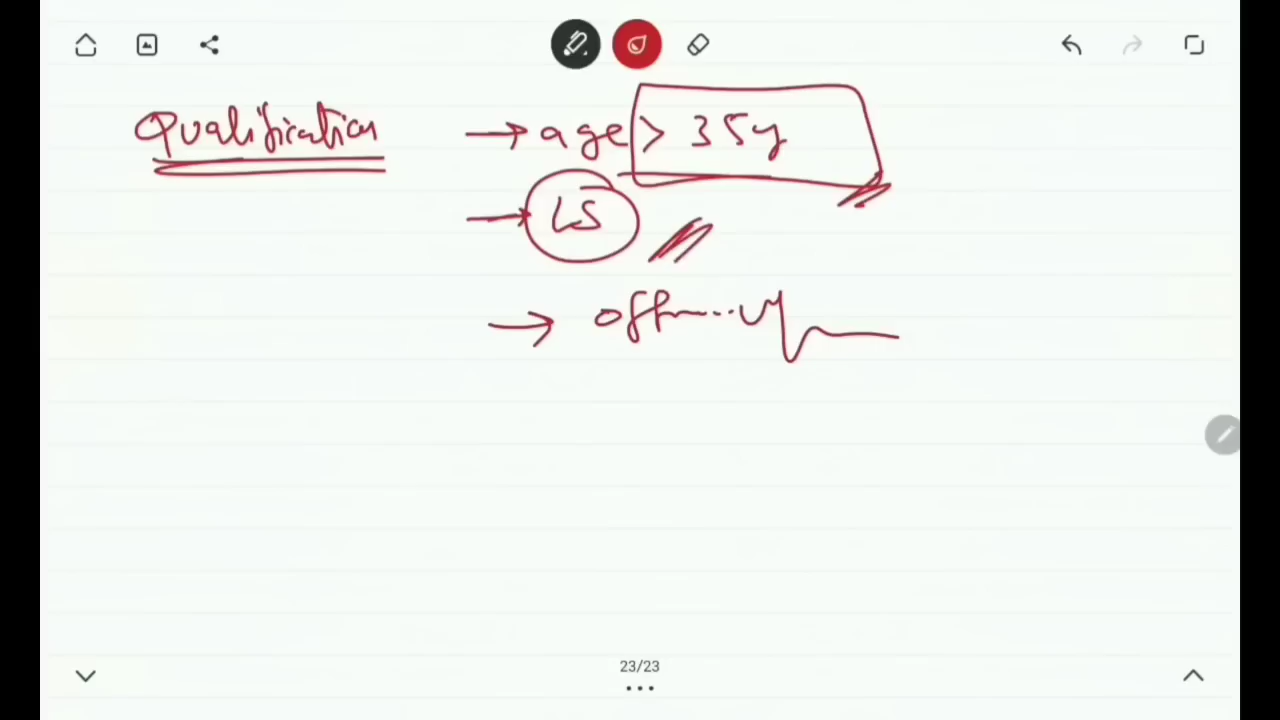 Qualification → age > 35y
→ LS
→ off
23/23